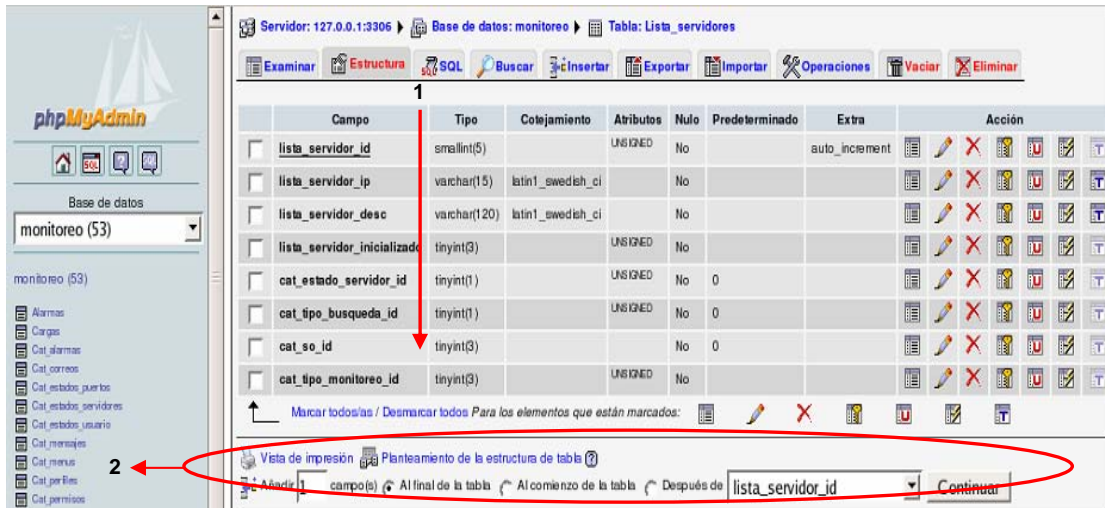 Servidor: 127.0.0.1:3306 Base de datos: monitoreo Tabla: Lista_servidores
Examinar Estructura SQL Buscar Insertar Exportar Importar Operaciones Vaciar Eliminar
1
phpMyAdmin
SQL
Base de datos
monitoreo (53)
monitoreo (53)
Alarmas
Cargas
Cat_alarmas
Cat_correos
Cat_estados_puertos
Cat_estados_servidores
Cat_estados_usuario
Cat_mensajes
Cat_menus
Cat_perfiles
Cat_permisos
Campo Tipo Cotejamiento Atributos Nulo Predeterminado Extra Acción
lista_servidor_id smallint(5) UNSIGNED No auto_increment
lista_servidor_ip varchar(15) latin1_swedish_ci No
lista_servidor_desc varchar(120) latin1_swedish_ci No
lista_servidor_inicializado tinyint(3) UNSIGNED No
cat_estado_servidor_id tinyint(1) UNSIGNED No 0
cat_tipo_busqueda_id tinyint(1) UNSIGNED No 0
cat_so_id tinyint(3) No 0
cat_tipo_monitoreo_id tinyint(3) UNSIGNED No
Marcar todos/as / Desmarcar todos Para los elementos que están marcados:
2
Vista de impresión Planteamiento de la estructura de tabla
Añadir 1 campo(s) Al final de la tabla Al comienzo de la tabla Después de lista_servidor_id Continuar